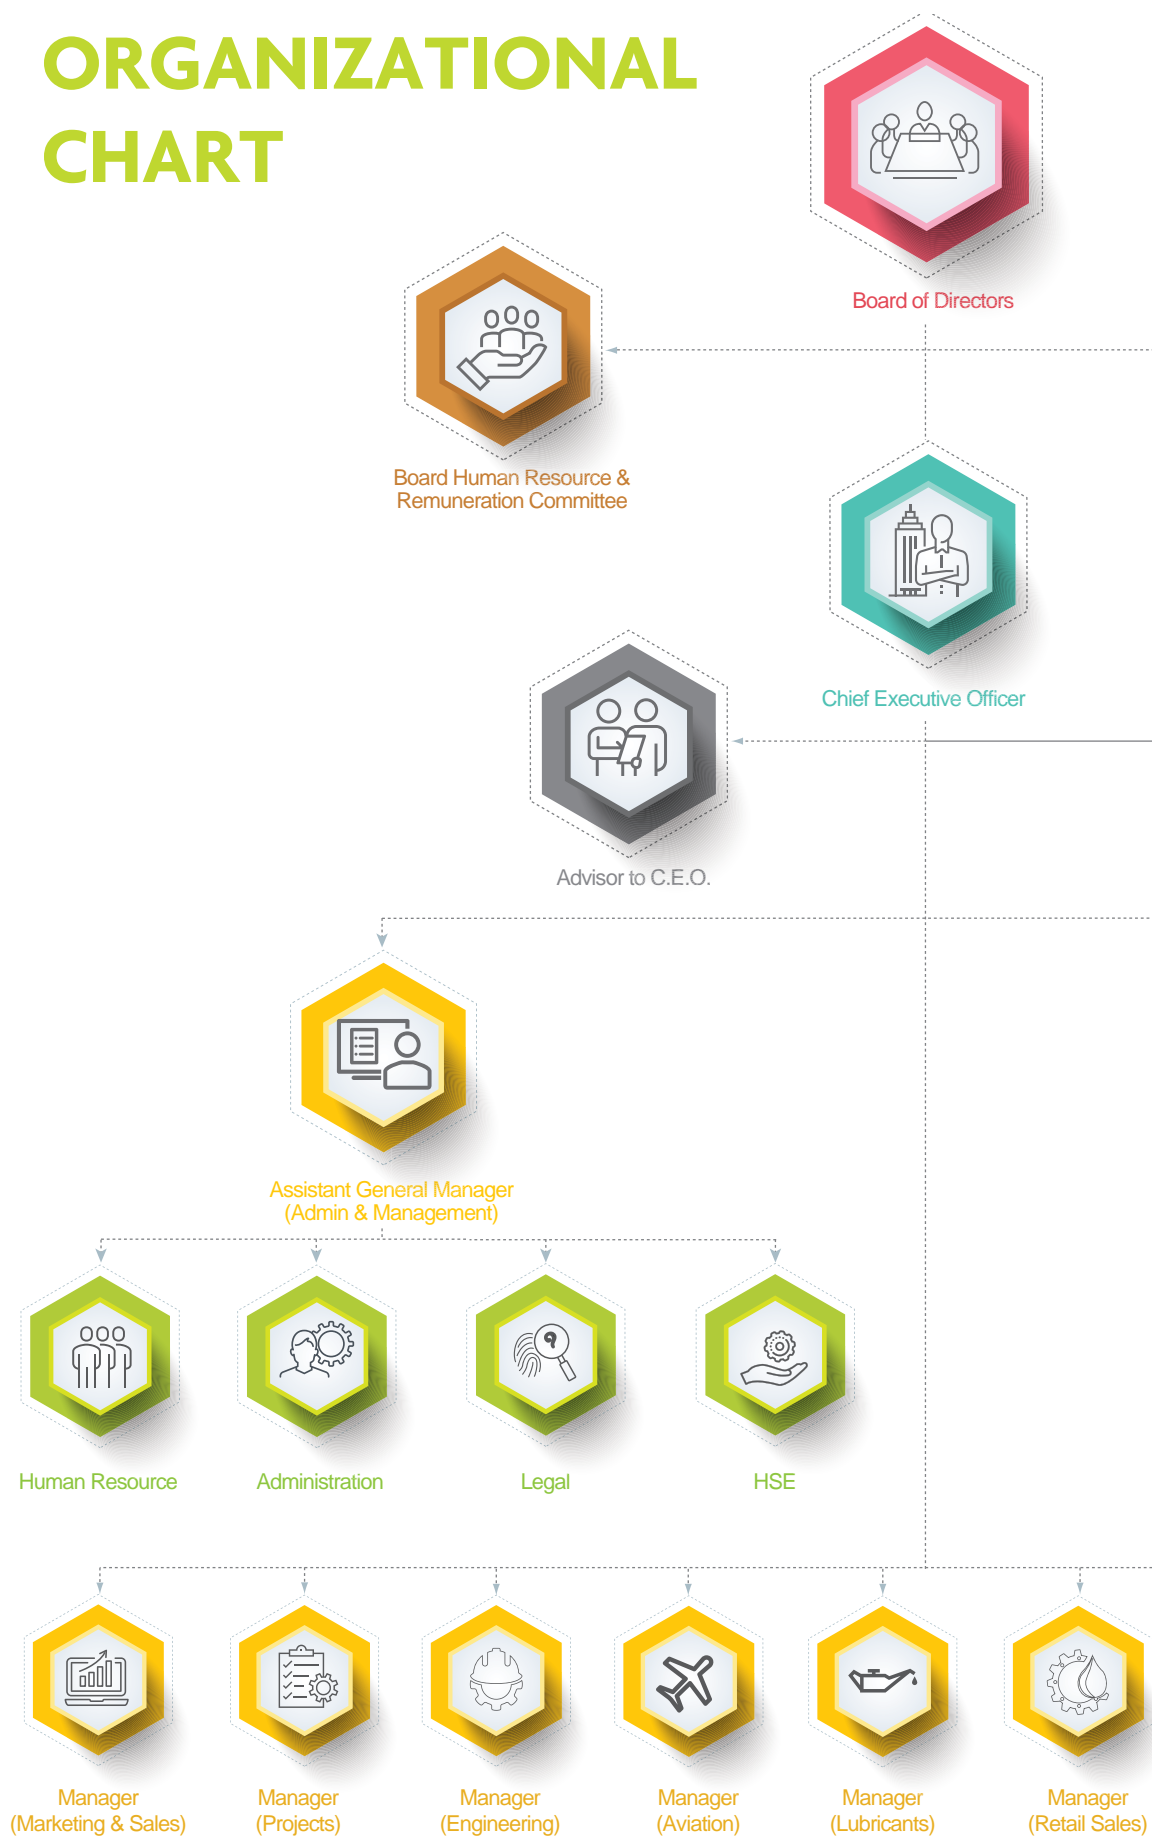 ORGANIZATIONAL
CHART
Board of Directors
Board Human Resource &
Remuneration Committee
Chief Executive Officer
Advisor to C.E.O.
Assistant General Manager
(Admin & Management)
Human Resource
Administration
Legal
HSE
Manager
(Marketing & Sales)
Manager
(Projects)
Manager
(Engineering)
Manager
(Aviation)
Manager
(Lubricants)
Manager
(Retail Sales)